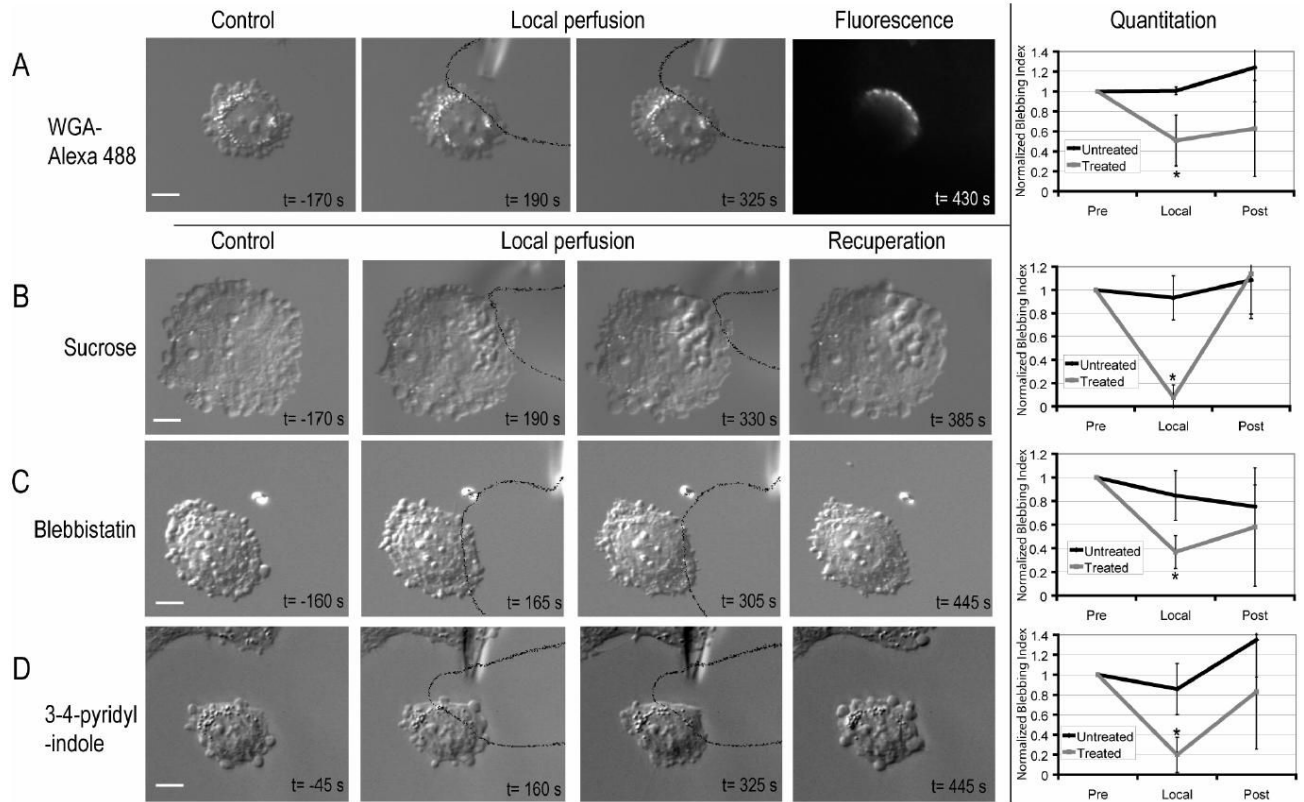 Control Local perfusion Fluorescence Quantitation
A
WGA-
Alexa 488
t= -170 s t= 190 s t= 325 s t= 430 s
Normalized Blebbing Index
1.4
1.2
1
0.8
0.6
0.4
0.2
0
Untreated
Treated
*
Pre Local Post
Control Local perfusion Recuperation
B
Sucrose
t= -170 s t= 190 s t= 330 s t= 385 s
Normalized Blebbing Index
1.2
1
0.8
0.6
0.4
0.2
0
Untreated
Treated
*
Pre Local Post
C
Blebbistatin
t= -160 s t= 165 s t= 305 s t= 445 s
Normalized Blebbing Index
1.2
1
0.8
0.6
0.4
0.2
0
Untreated
Treated
*
Pre Local Post
D
3-4-pyridyl
-indole
t= -45 s t= 160 s t= 325 s t= 445 s
Normalized Blebbing Index
1.4
1.2
1
0.8
0.6
0.4
0.2
0
*
Untreated
Treated
Pre Local Post